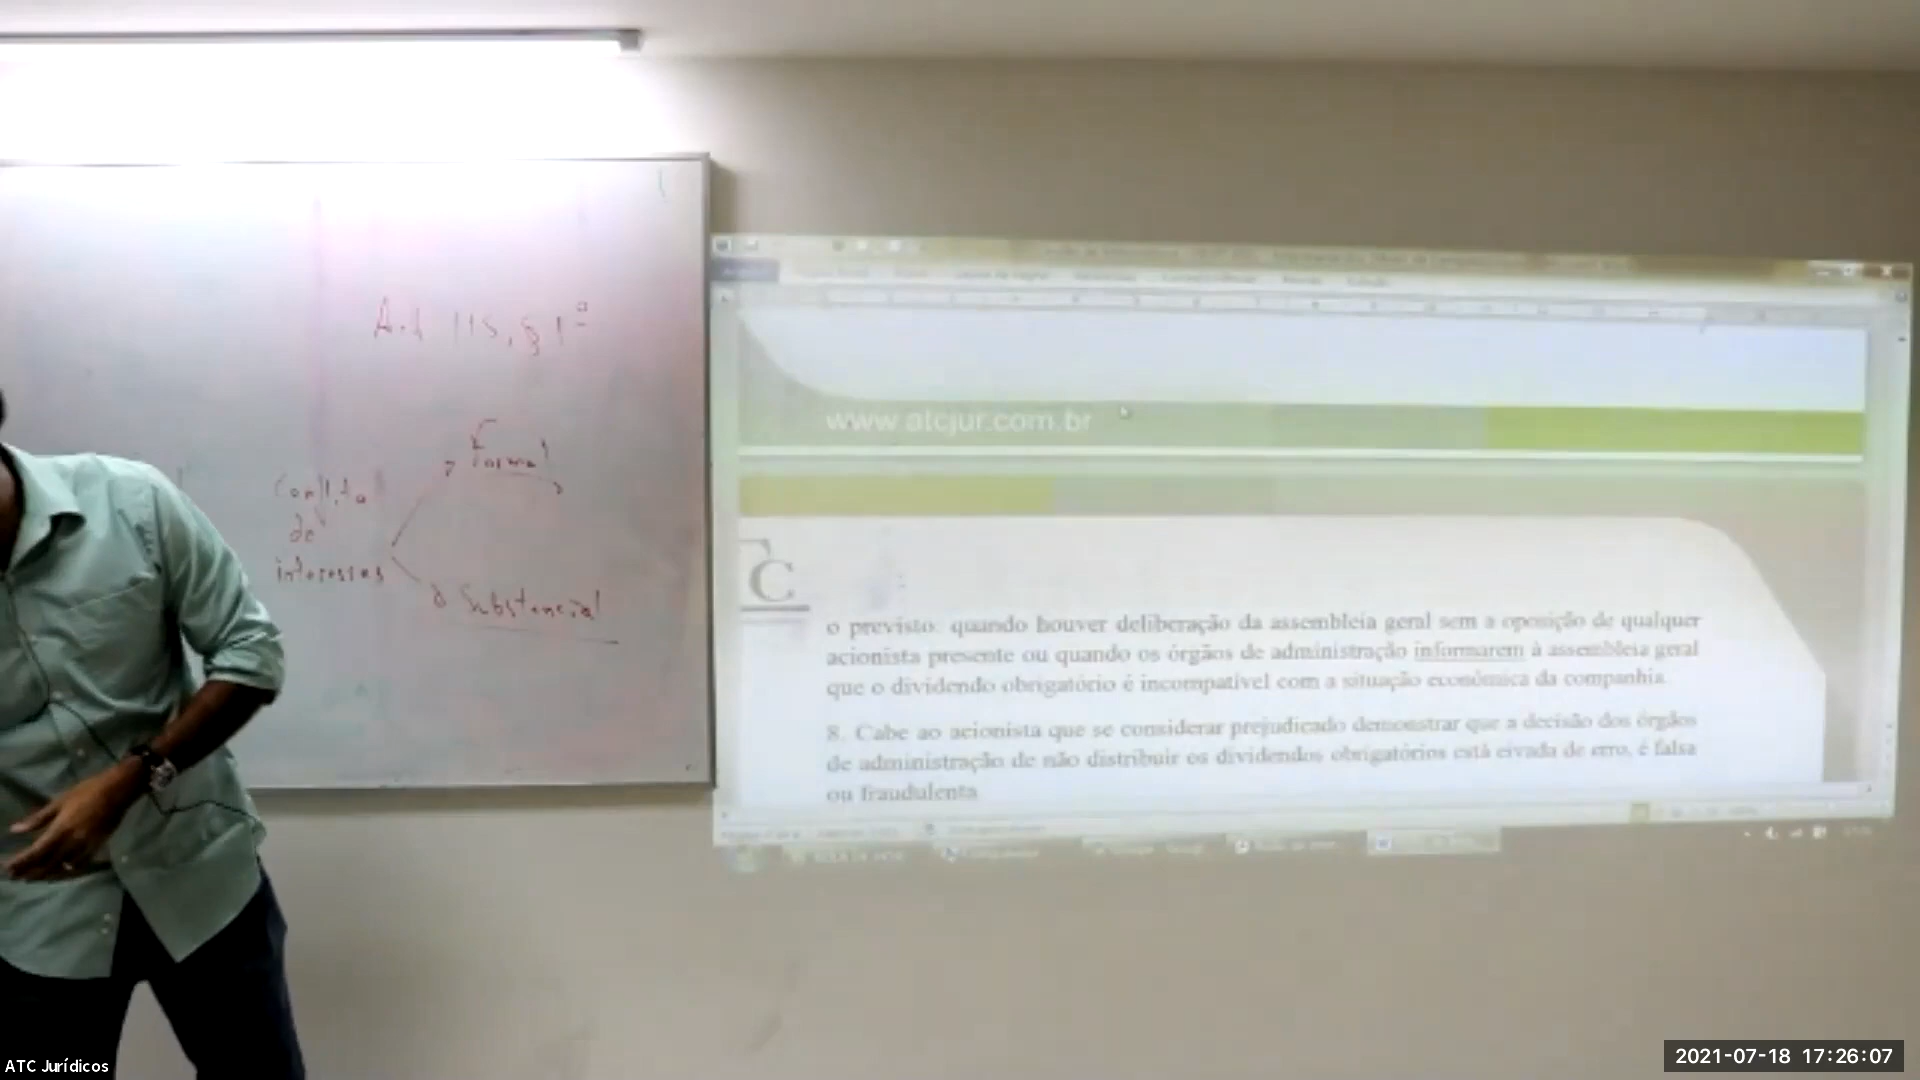 Art 115, § 1º
Formal
Conflito
de
interesses
Substancial
www.atcjur.com.br
C
o previsto: quando houver deliberação da assembleia geral sem a oposição de qualquer
acionista presente ou quando os órgãos de administração informarem à assembleia geral
que o dividendo obrigatório é incompatível com a situação econômica da companhia.
8. Cabe ao acionista que se considerar prejudicado demonstrar que a decisão dos órgãos
de administração de não distribuir os dividendos obrigatórios está eivada de erro, é falsa
ou fraudulenta
ATC Jurídicos
2021-07-18 17:26:07